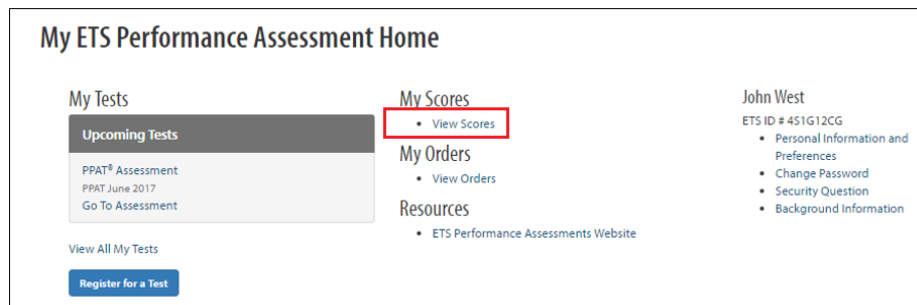 My ETS Performance Assessment Home
My Tests
Upcoming Tests
PPAT® Assessment
PPAT June 2017
Go To Assessment
View All My Tests
Register for a Test
My Scores
• View Scores
My Orders
• View Orders
Resources
• ETS Performance Assessments Website
John West
ETS ID # 4S1G12CG
• Personal Information and
Preferences
• Change Password
• Security Question
• Background Information